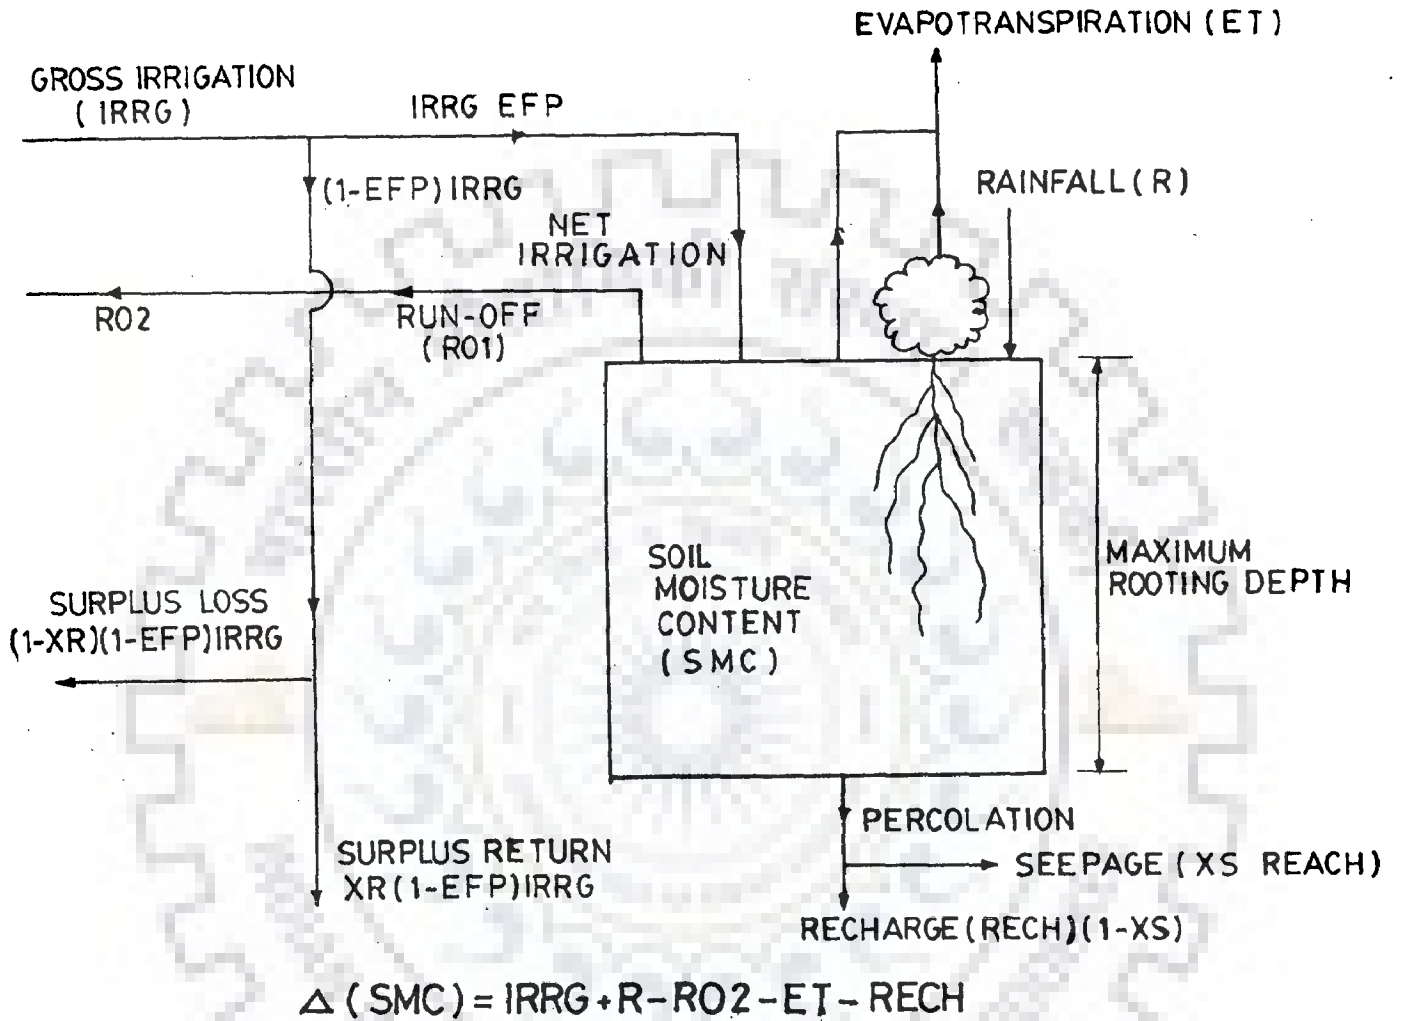 EVAPOTRANSPIRATION (ET)
GROSS IRRIGATION
(IRRG)
IRRG EFP
(1-EFP)IRRG
RAINFALL(R)
NET
IRRIGATION
RO2
RUN-OFF
(RO1)
SOIL
MOISTURE
CONTENT
(SMC)
MAXIMUM
ROOTING DEPTH
SURPLUS LOSS
(1-XR)(1-EFP)IRRG
PERCOLATION
SURPLUS RETURN
XR(1-EFP)IRRG
SEEPAGE (XS REACH)
RECHARGE(RECH)(1-XS)
Δ(SMC) = IRRG+R-RO2-ET-RECH